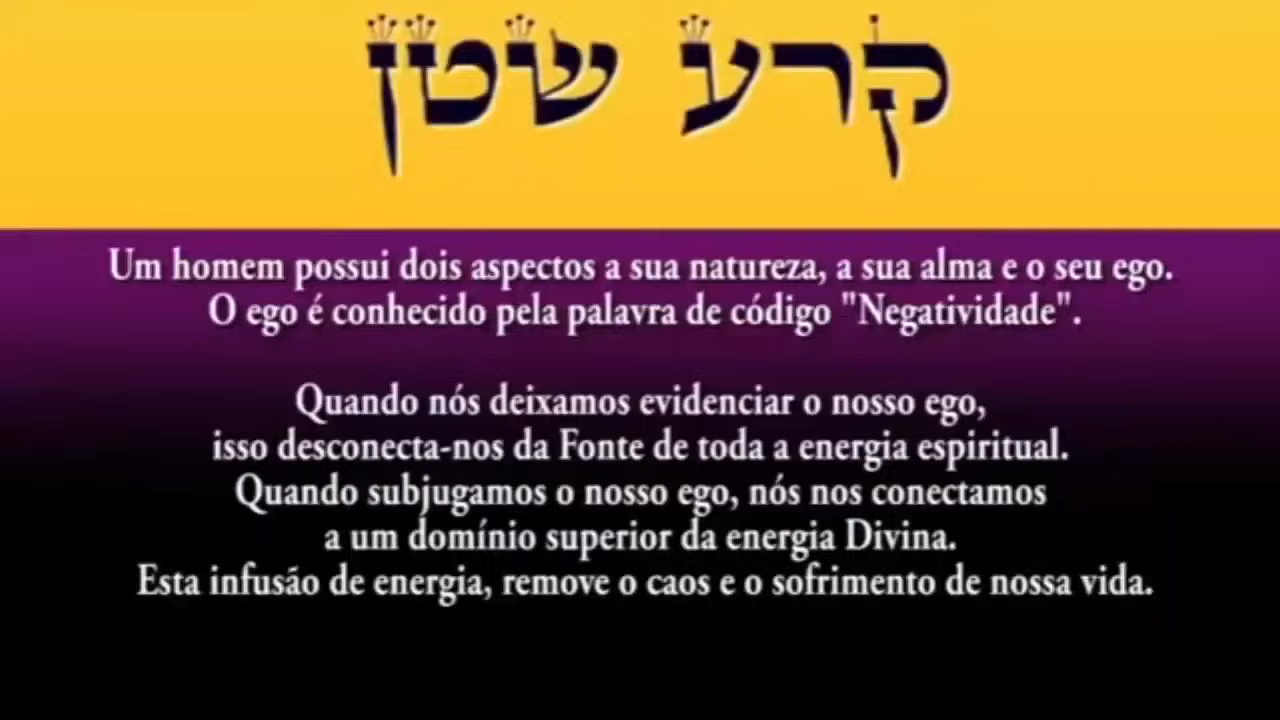 קרע שטן
Um homem possui dois aspectos a sua natureza, a sua alma e o seu ego.
O ego é conhecido pela palavra de código "Negatividade".
Quando nós deixamos evidenciar o nosso ego,
isso desconecta-nos da Fonte de toda a energia espiritual.
Quando subjugamos o nosso ego, nós nos conectamos
a um domínio superior da energia Divina.
Esta infusão de energia, remove o caos e o sofrimento de nossa vida.